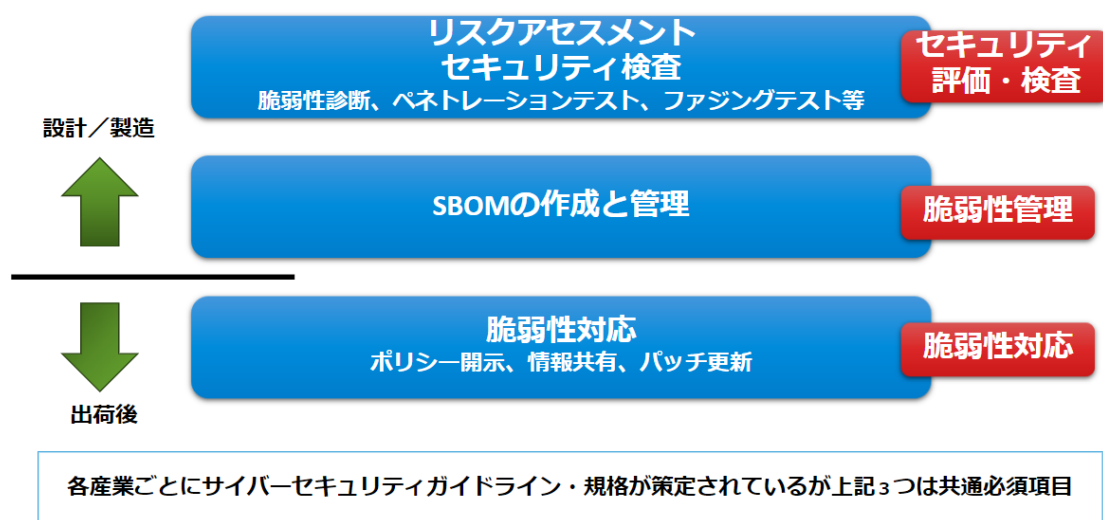 リスクアセスメント
セキュリティ検査
脆弱性診断、ペネトレーションテスト、ファジングテスト等
セキュリティ
評価・検査
設計／製造
SBOMの作成と管理
脆弱性管理
脆弱性対応
ポリシー開示、情報共有、パッチ更新
脆弱性対応
出荷後
各産業ごとにサイバーセキュリティガイドライン・規格が策定されているが上記3つは共通必須項目